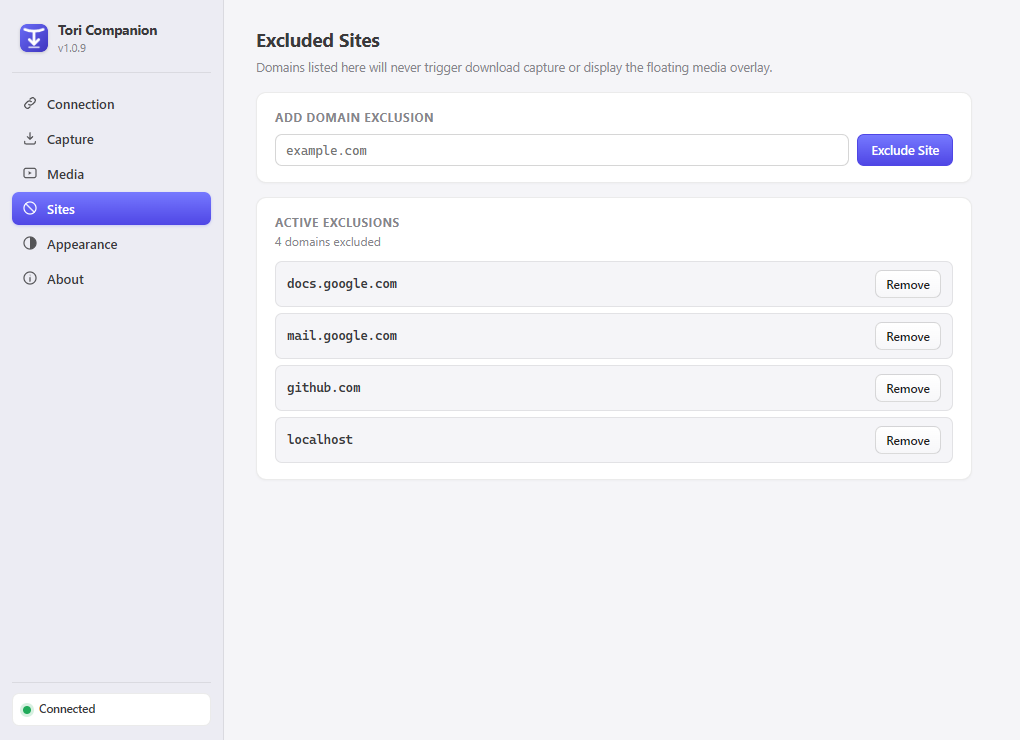 Tori Companion
v1.0.9
Connection
Capture
Media
Sites
Appearance
About
Connected
Excluded Sites
Domains listed here will never trigger download capture or display the floating media overlay.
ADD DOMAIN EXCLUSION
example.com
Exclude Site
ACTIVE EXCLUSIONS
4 domains excluded
docs.google.com
Remove
mail.google.com
Remove
github.com
Remove
localhost
Remove